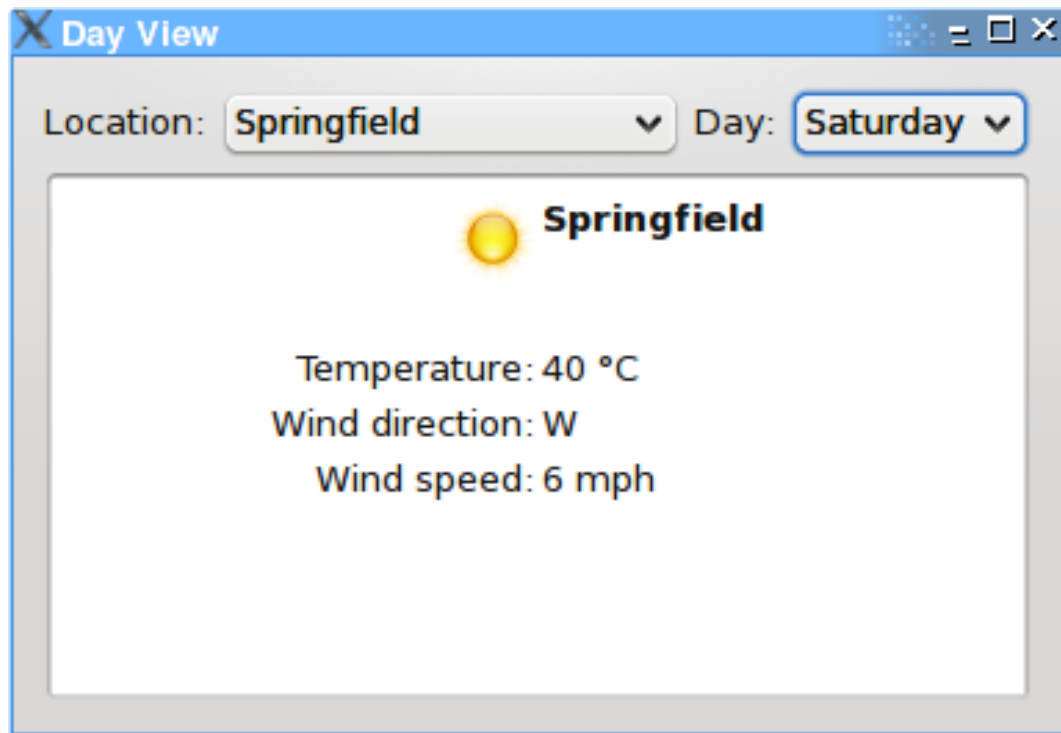 Day View
Location: Springfield Day: Saturday
Springfield
Temperature: 40 °C
Wind direction: W
Wind speed: 6 mph